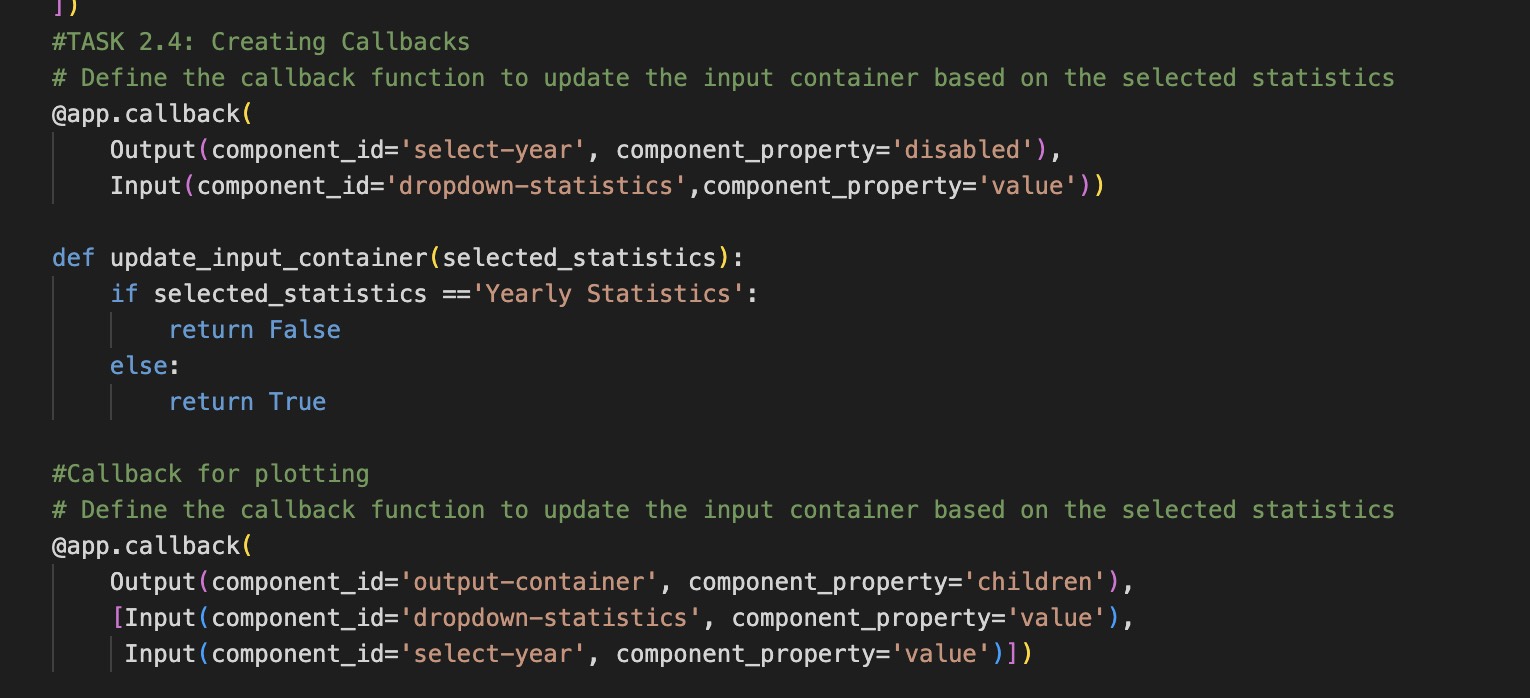 ])
#TASK 2.4: Creating Callbacks
# Define the callback function to update the input container based on the selected statistics
@app.callback(
    Output(component_id='select-year', component_property='disabled'),
    Input(component_id='dropdown-statistics',component_property='value'))

def update_input_container(selected_statistics):
    if selected_statistics =='Yearly Statistics':
        return False
    else:
        return True

#Callback for plotting
# Define the callback function to update the input container based on the selected statistics
@app.callback(
    Output(component_id='output-container', component_property='children'),
    [Input(component_id='dropdown-statistics', component_property='value'),
     Input(component_id='select-year', component_property='value')])